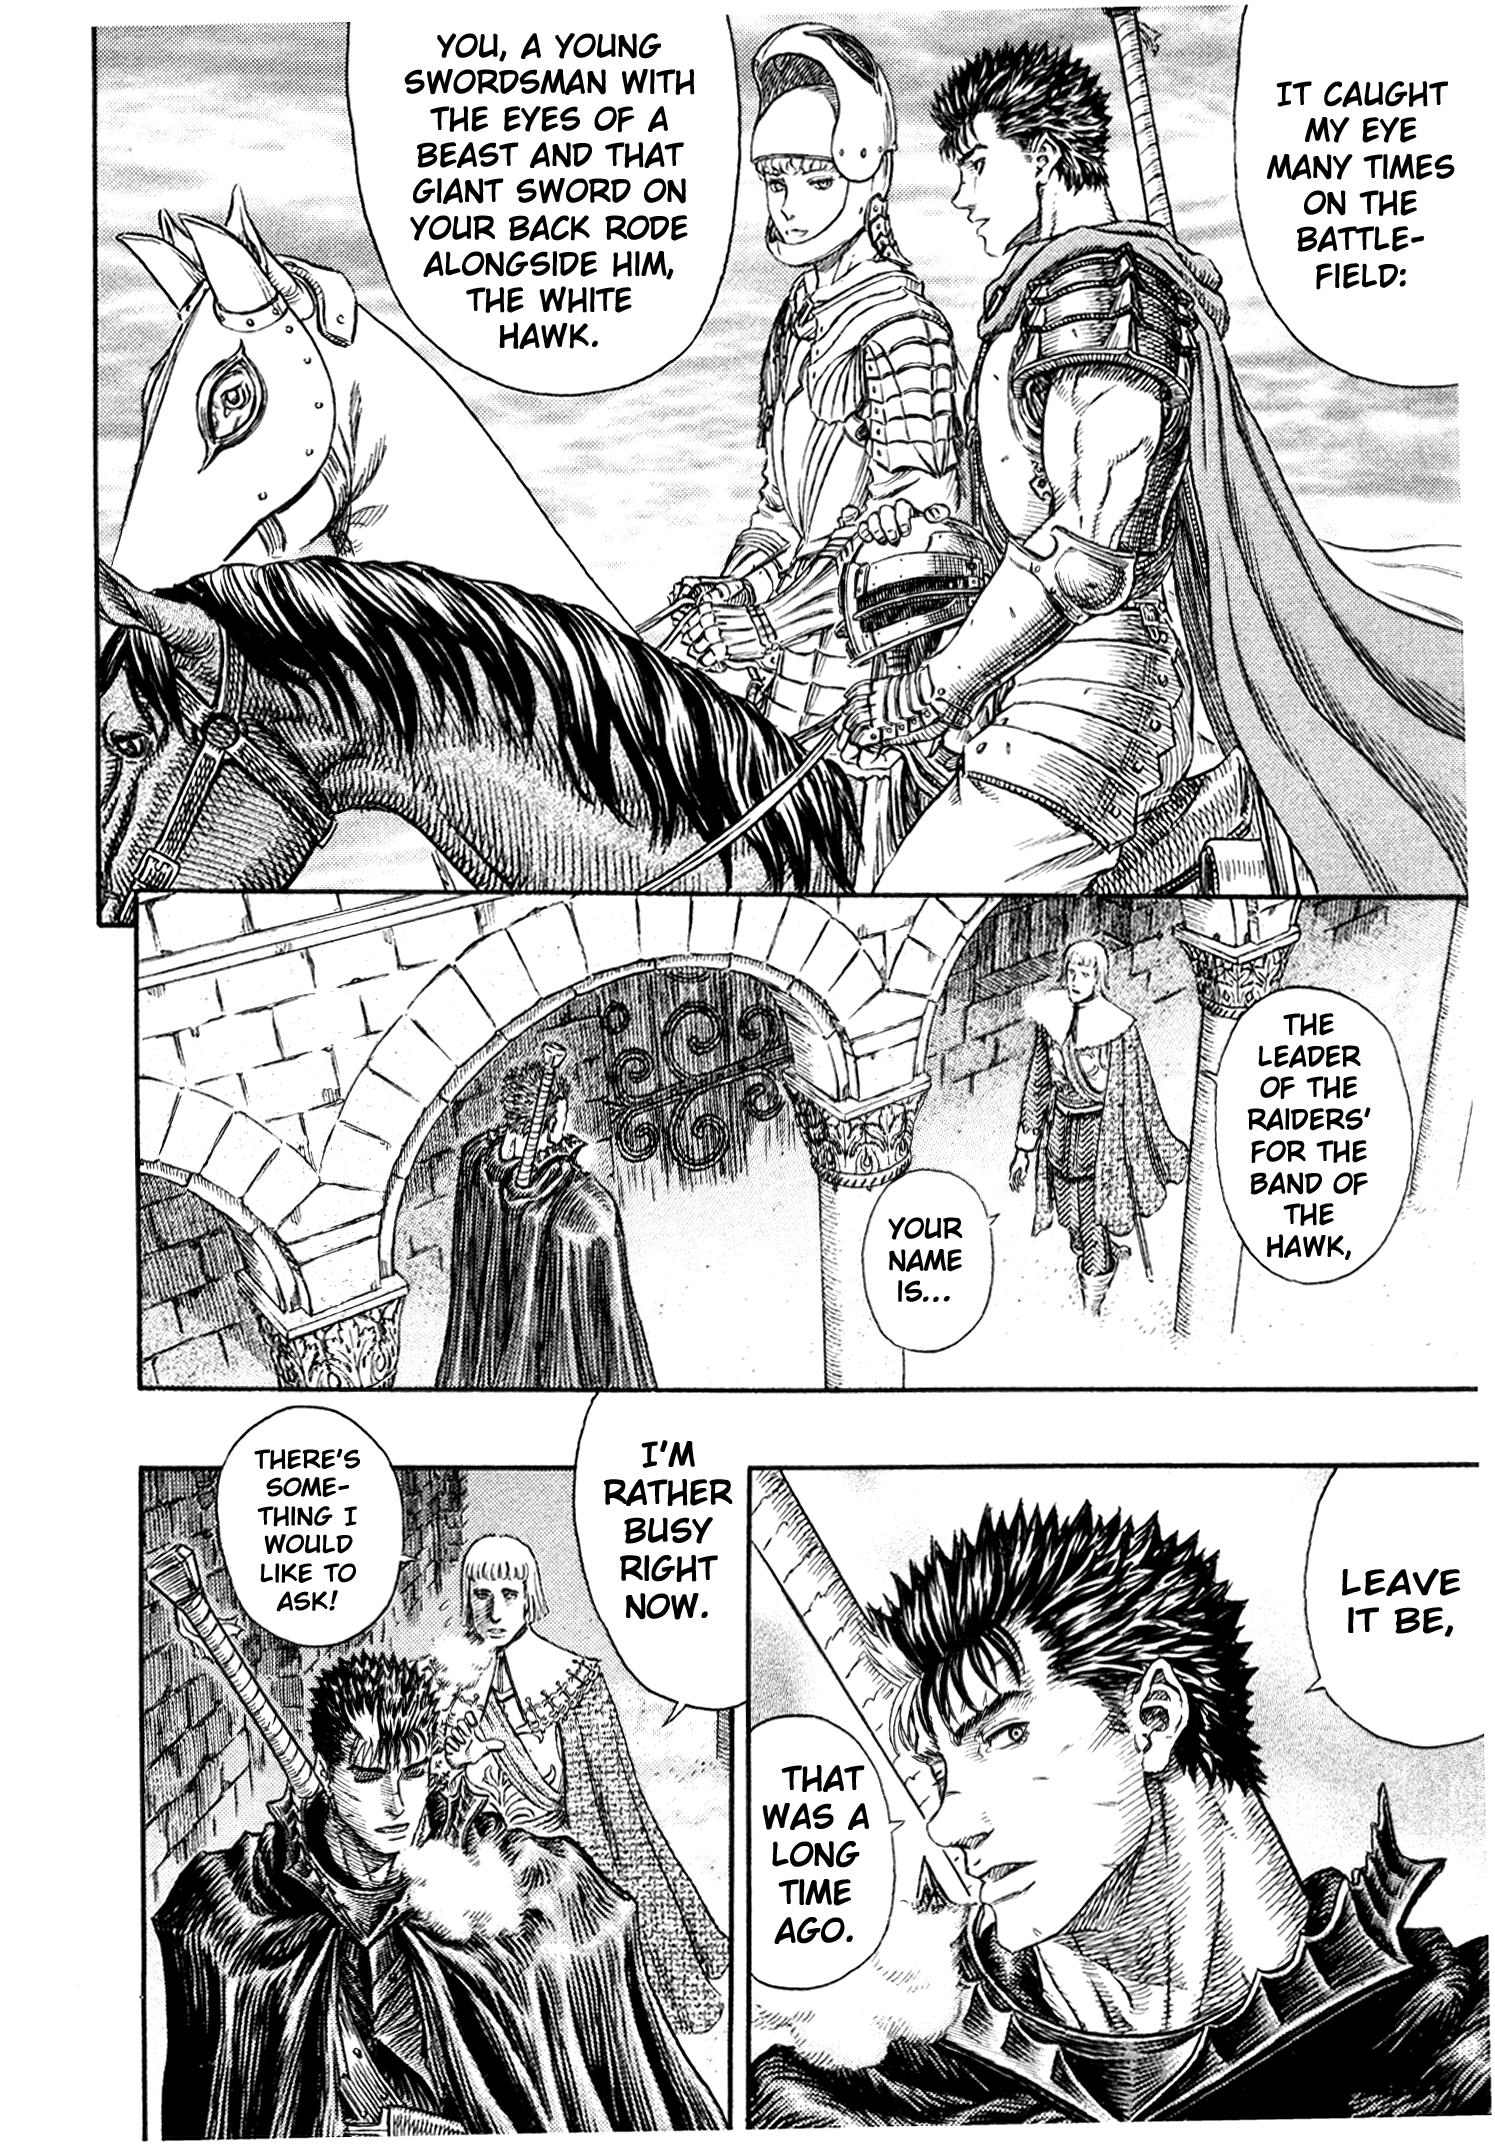 IT CAUGHT
MY EYE
MANY TIMES
ON THE
BATTLE-
FIELD:
YOU, A YOUNG
SWORDSMAN WITH
THE EYES OF A
BEAST AND THAT
GIANT SWORD ON
YOUR BACK RODE
ALONGSIDE HIM,
THE WHITE
HAWK.
THE
LEADER
OF THE
RAIDERS'
FOR THE
BAND OF
THE
HAWK,
YOUR
NAME
IS...
LEAVE
IT BE,
THAT
WAS A
LONG
TIME
AGO.
I'M
RATHER
BUSY
RIGHT
NOW.
THERE'S
SOME-
THING I
WOULD
LIKE TO
ASK!